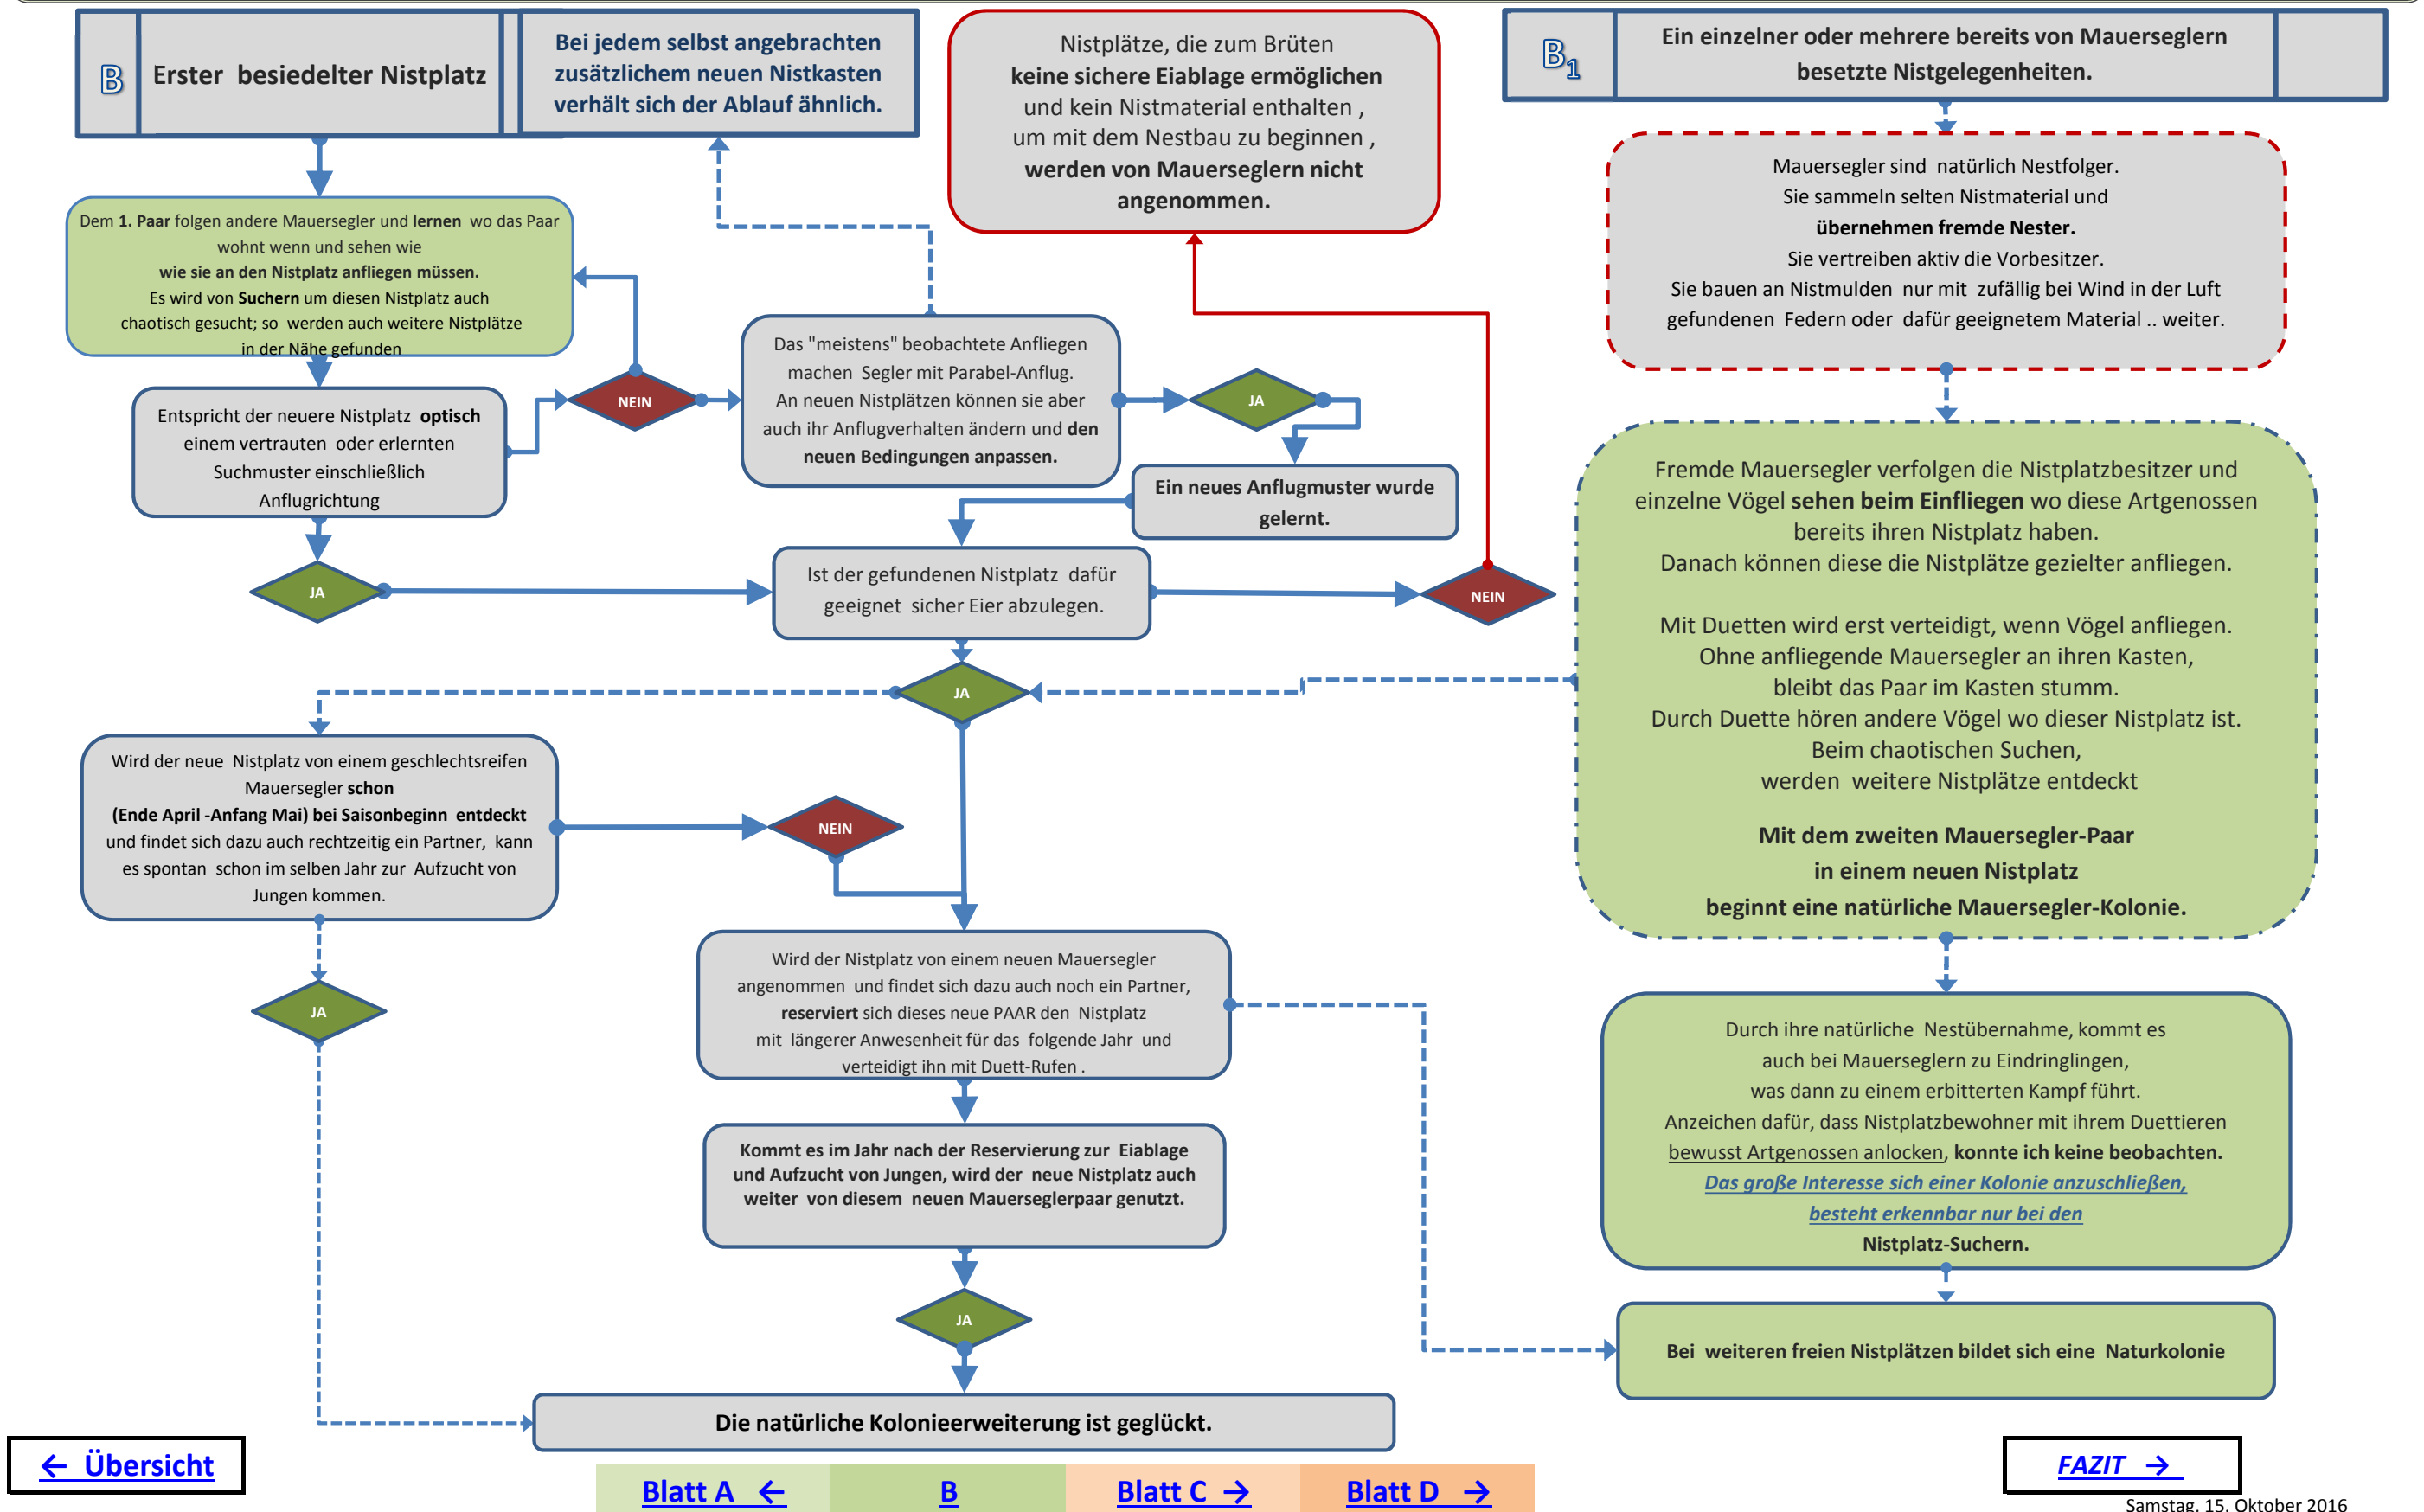 B
Erster besiedelter Nistplatz
Bei jedem selbst angebrachten
zusätzlichem neuen Nistkasten
verhält sich der Ablauf ähnlich.
Nistplätze, die zum Brüten
keine sichere Eiablage ermöglichen
und kein Nistmaterial enthalten ,
um mit dem Nestbau zu beginnen ,
werden von Mauerseglern nicht
angenommen.
B1
Ein einzelner oder mehrere bereits von Mauerseglern
besetzte Nistgelegenheiten.
Dem 1. Paar folgen andere Mauersegler und lernen wo das Paar
wohnt wenn und sehen wie
wie sie an den Nistplatz anfliegen müssen.
Es wird von Suchern um diesen Nistplatz auch
chaotisch gesucht; so werden auch weitere Nistplätze
in der Nähe gefunden
Mauersegler sind natürlich Nestfolger.
Sie sammeln selten Nistmaterial und
übernehmen fremde Nester.
Sie vertreiben aktiv die Vorbesitzer.
Sie bauen an Nistmulden nur mit zufällig bei Wind in der Luft
gefundenen Federn oder dafür geeignetem Material .. weiter.
Entspricht der neuere Nistplatz optisch
einem vertrauten oder erlernten
Suchmuster einschließlich
Anflugrichtung
NEIN
Das "meistens" beobachtete Anfliegen
machen Segler mit Parabel-Anflug.
An neuen Nistplätzen können sie aber
auch ihr Anflugverhalten ändern und den
neuen Bedingungen anpassen.
JA
Ein neues Anflugmuster wurde
gelernt.
Fremde Mauersegler verfolgen die Nistplatzbesitzer und
einzelne Vögel sehen beim Einfliegen wo diese Artgenossen
bereits ihren Nistplatz haben.
Danach können diese die Nistplätze gezielter anfliegen.
Mit Duetten wird erst verteidigt, wenn Vögel anfliegen.
Ohne anfliegende Mauersegler an ihren Kasten,
bleibt das Paar im Kasten stumm.
Durch Duette hören andere Vögel wo dieser Nistplatz ist.
Beim chaotischen Suchen,
werden weitere Nistplätze entdeckt
Mit dem zweiten Mauersegler-Paar
in einem neuen Nistplatz
beginnt eine natürliche Mauersegler-Kolonie.
JA
Ist der gefundenen Nistplatz dafür
geeignet sicher Eier abzulegen.
NEIN
JA
Wird der neue Nistplatz von einem geschlechtsreifen
Mauersegler schon
(Ende April -Anfang Mai) bei Saisonbeginn entdeckt
und findet sich dazu auch rechtzeitig ein Partner, kann
es spontan schon im selben Jahr zur Aufzucht von
Jungen kommen.
NEIN
JA
Wird der Nistplatz von einem neuen Mauersegler
angenommen und findet sich dazu auch noch ein Partner,
reserviert sich dieses neue PAAR den Nistplatz
mit längerer Anwesenheit für das folgende Jahr und
verteidigt ihn mit Duett-Rufen .
Durch ihre natürliche Nestübernahme, kommt es
auch bei Mauerseglern zu Eindringlingen,
was dann zu einem erbitterten Kampf führt.
Anzeichen dafür, dass Nistplatzbewohner mit ihrem Duettieren
bewusst Artgenossen anlocken, konnte ich keine beobachten.
Das große Interesse sich einer Kolonie anzuschließen,
besteht erkennbar nur bei den
Nistplatz-Suchern.
Kommt es im Jahr nach der Reservierung zur Eiablage
und Aufzucht von Jungen, wird der neue Nistplatz auch
weiter von diesem neuen Mauerseglerpaar genutzt.
JA
Bei weiteren freien Nistplätzen bildet sich eine Naturkolonie
Die natürliche Kolonieerweiterung ist geglückt.
← Übersicht
Blatt A ←
B
Blatt C →
Blatt D →
FAZIT →
Samstag, 15. Oktober 2016